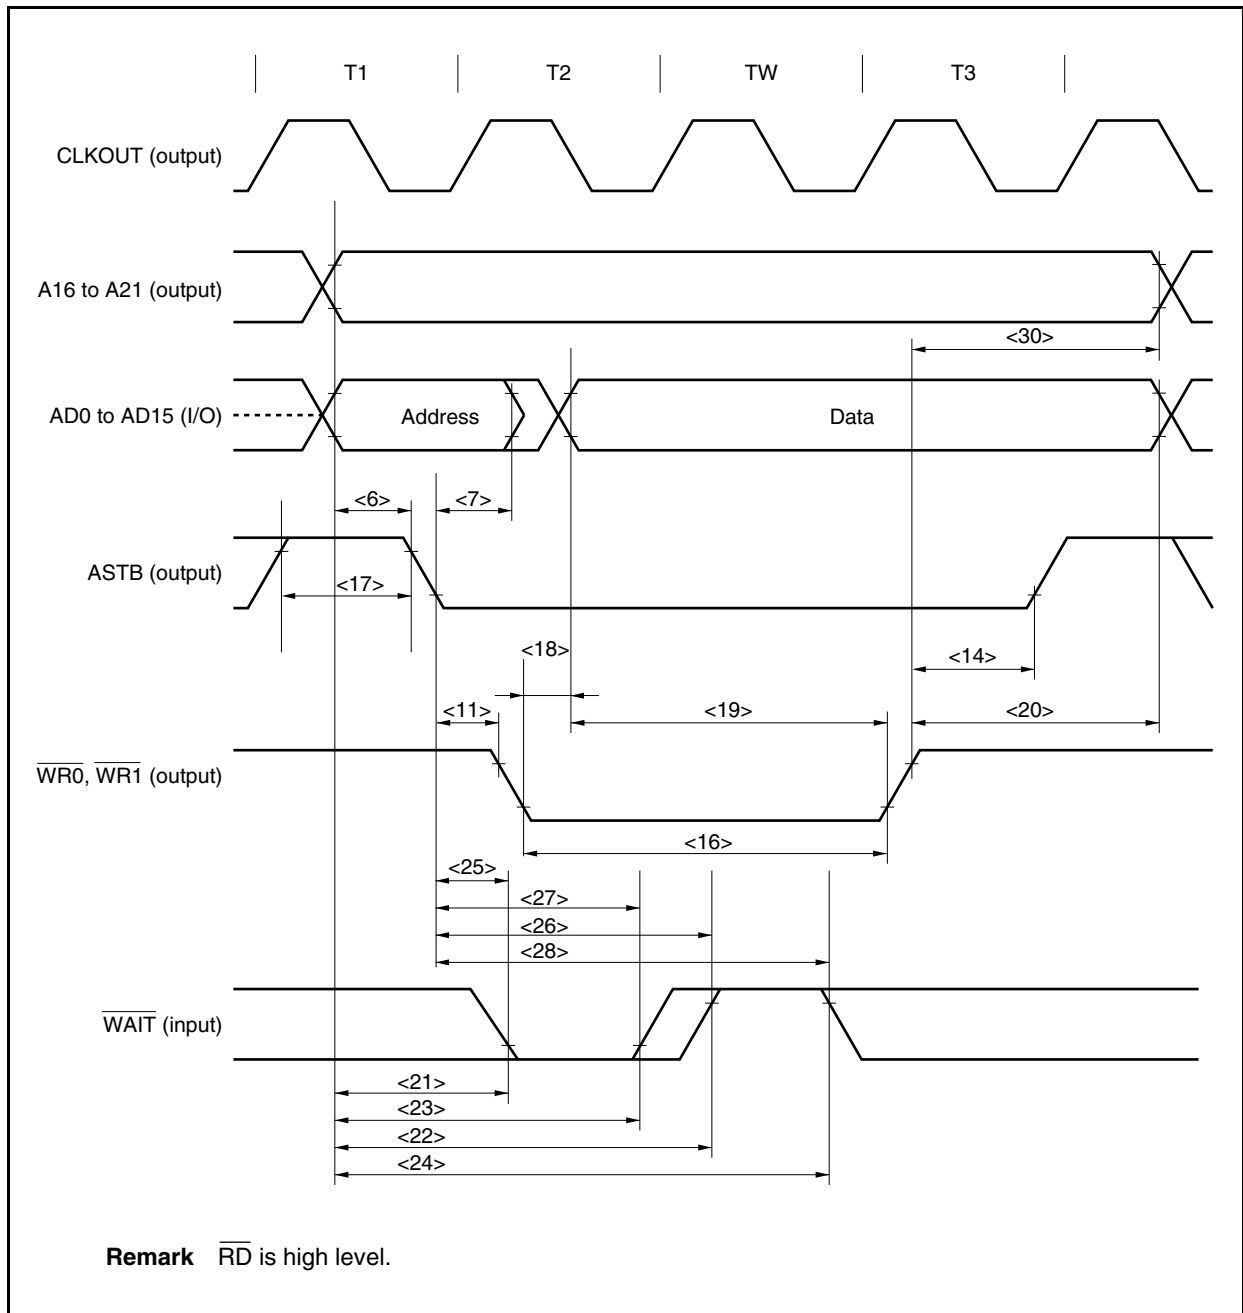 T1 T2 TW T3
CLKOUT (output)
A16 to A21 (output)
<30>
AD0 to AD15 (I/O) Address Data
<6> <7>
ASTB (output)
<17>
<18> <14>
<11> <19> <20>
WR0, WR1 (output)
<16>
<25>
<27>
<26>
<28>
WAIT (input)
<21>
<23>
<22>
<24>
Remark RD is high level.